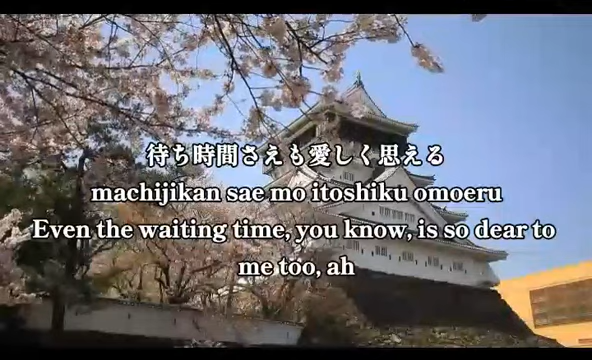 待ち時間さえも愛しく思える
machijikan sae mo itoshiku omoeru
Even the waiting time, you know, is so dear to
me too, ah